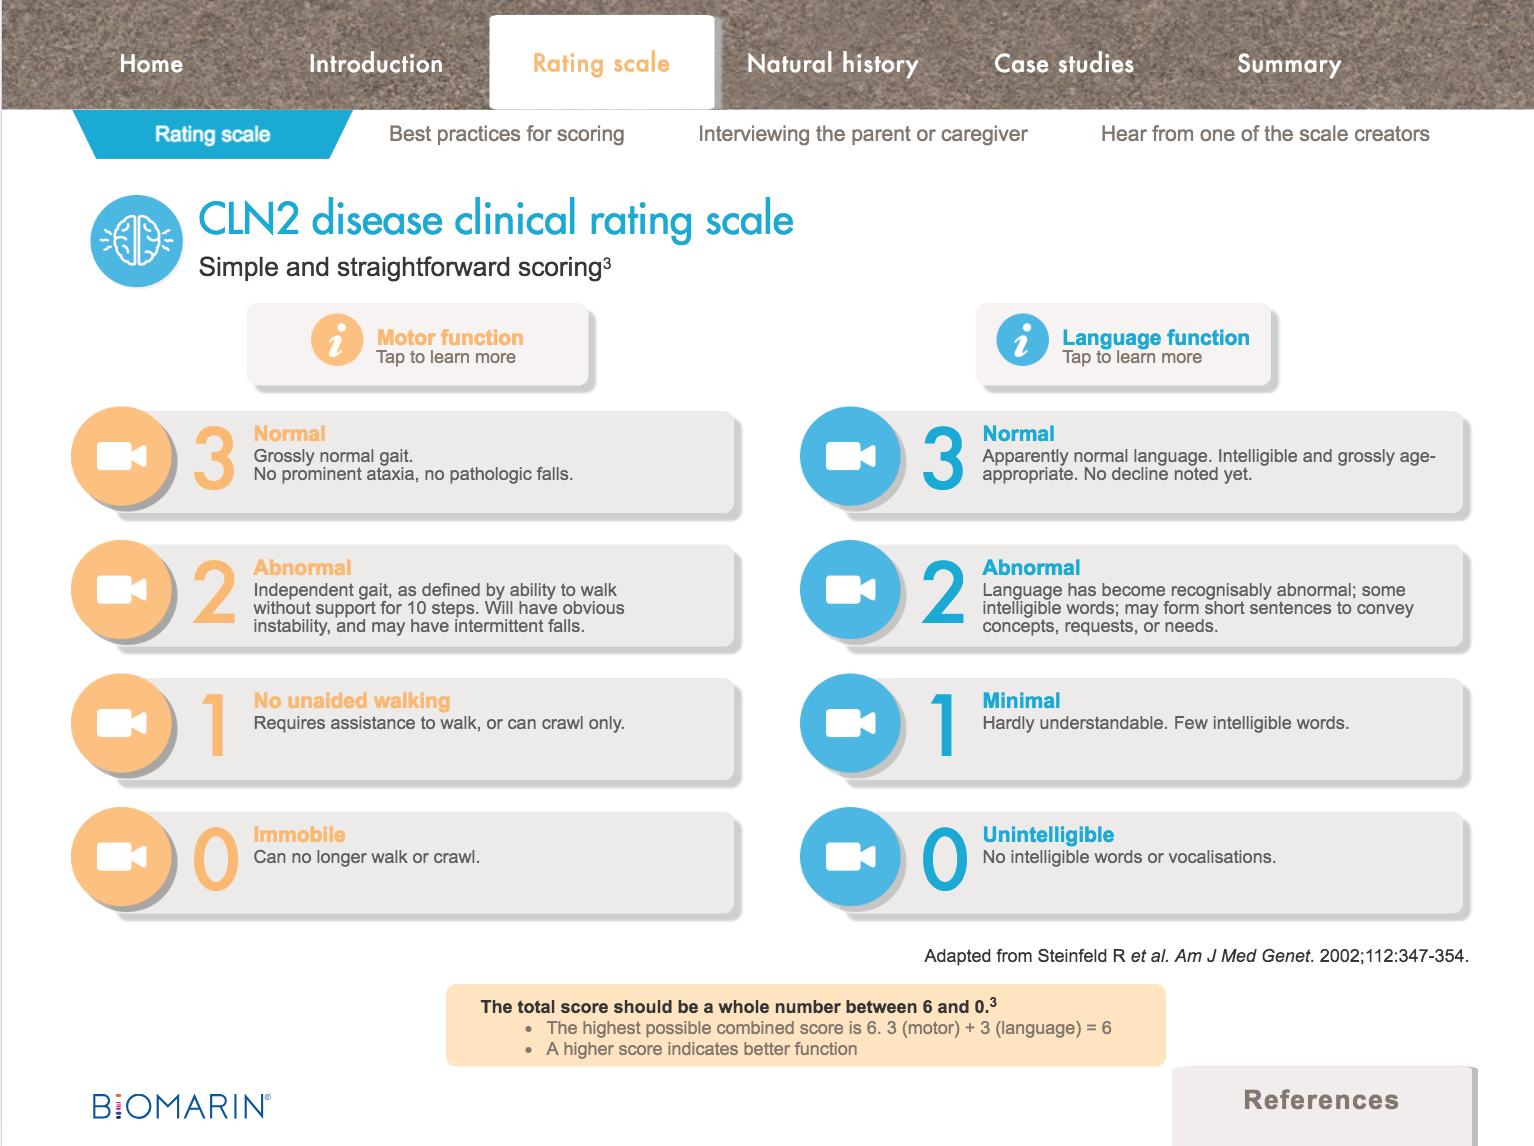 Home
Introduction
Rating scale
Natural history
Case studies
Summary
Rating scale
Best practices for scoring
Interviewing the parent or caregiver
Hear from one of the scale creators
CLN2 disease clinical rating scale
Simple and straightforward scoring³
i
Motor function
Tap to learn more
3
Normal
Grossly normal gait.
No prominent ataxia, no pathologic falls.
2
Abnormal
Independent gait, as defined by ability to walk
without support for 10 steps. Will have obvious
instability, and may have intermittent falls.
1
No unaided walking
Requires assistance to walk, or can crawl only.
0
Immobile
Can no longer walk or crawl.
i
Language function
Tap to learn more
3
Normal
Apparently normal language. Intelligible and grossly age-
appropriate. No decline noted yet.
2
Abnormal
Language has become recognisably abnormal; some
intelligible words; may form short sentences to convey
concepts, requests, or needs.
1
Minimal
Hardly understandable. Few intelligible words.
0
Unintelligible
No intelligible words or vocalisations.
Adapted from Steinfeld R et al. Am J Med Genet. 2002;112:347-354.
The total score should be a whole number between 6 and 0.³
• The highest possible combined score is 6. 3 (motor) + 3 (language) = 6
• A higher score indicates better function
BIOMARIN®
References